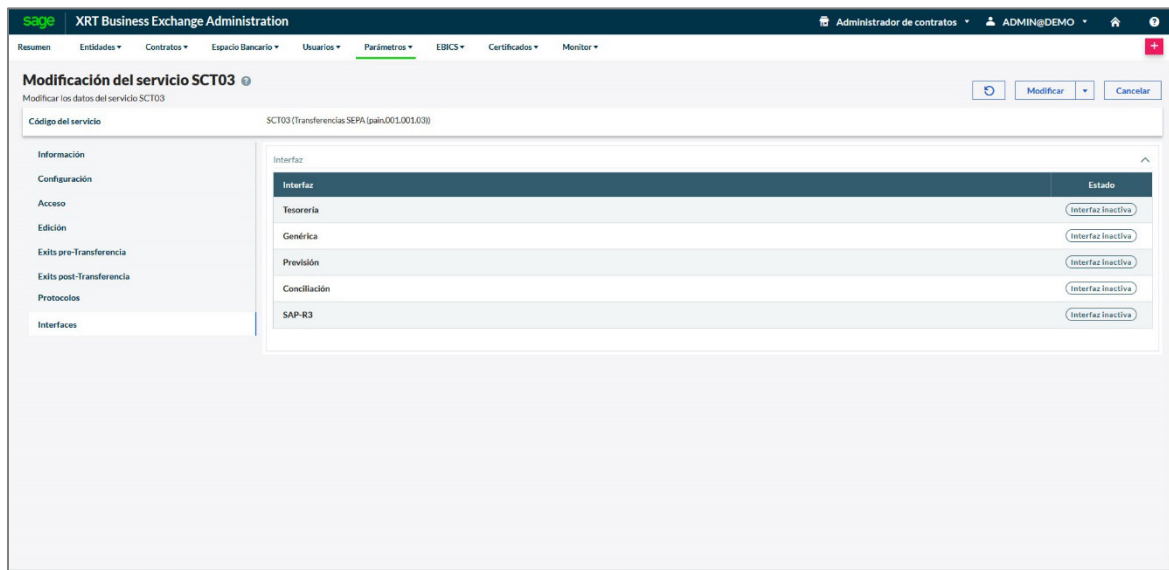 sage XRT Business Exchange Administration Administrador de contratos ADMIN@DEMO
Resumen Entidades Contratos Espacio Bancario Usuarios Parámetros EBICS Certificados Monitor +
Modificación del servicio SCT03 ?
Modificar los datos del servicio SCT03
Modificar Cancelar
Código del servicio SCT03 (Transferencias SEPA (pain.001.001.03))
Información
Configuración
Acceso
Edición
Exits pre-Transferencia
Exits post-Transferencia
Protocolos
Interfaces
Interfaz
Interfaz Estado
Tesorería Interfaz inactiva
Genérica Interfaz inactiva
Previsión Interfaz inactiva
Conciliación Interfaz inactiva
SAP-R3 Interfaz inactiva